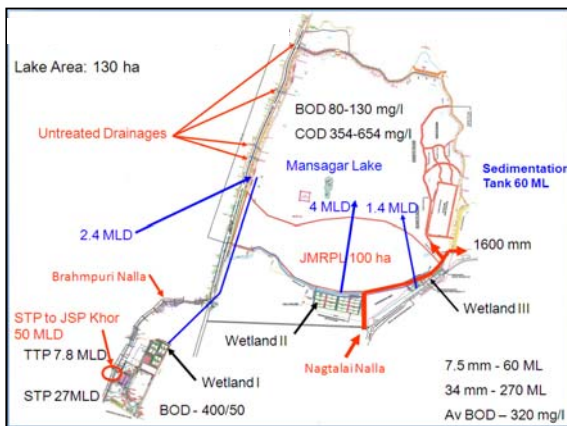 Lake Area: 130 ha
BOD 80-130 mg/l
COD 354-654 mg/l
Untreated Drainages
Mansagar Lake
Sedimentation
Tank 60 ML
4 MLD
1.4 MLD
2.4 MLD
1600 mm
JMRPL 100 ha
Brahmpuri Nalla
Wetland III
STP to JSP Khor
50 MLD
Wetland II
TTP 7.8 MLD
Nagtalai Nalla
Wetland I
7.5 mm - 60 ML
STP 27MLD
BOD - 400/50
34 mm - 270 ML
Av BOD – 320 mg/l